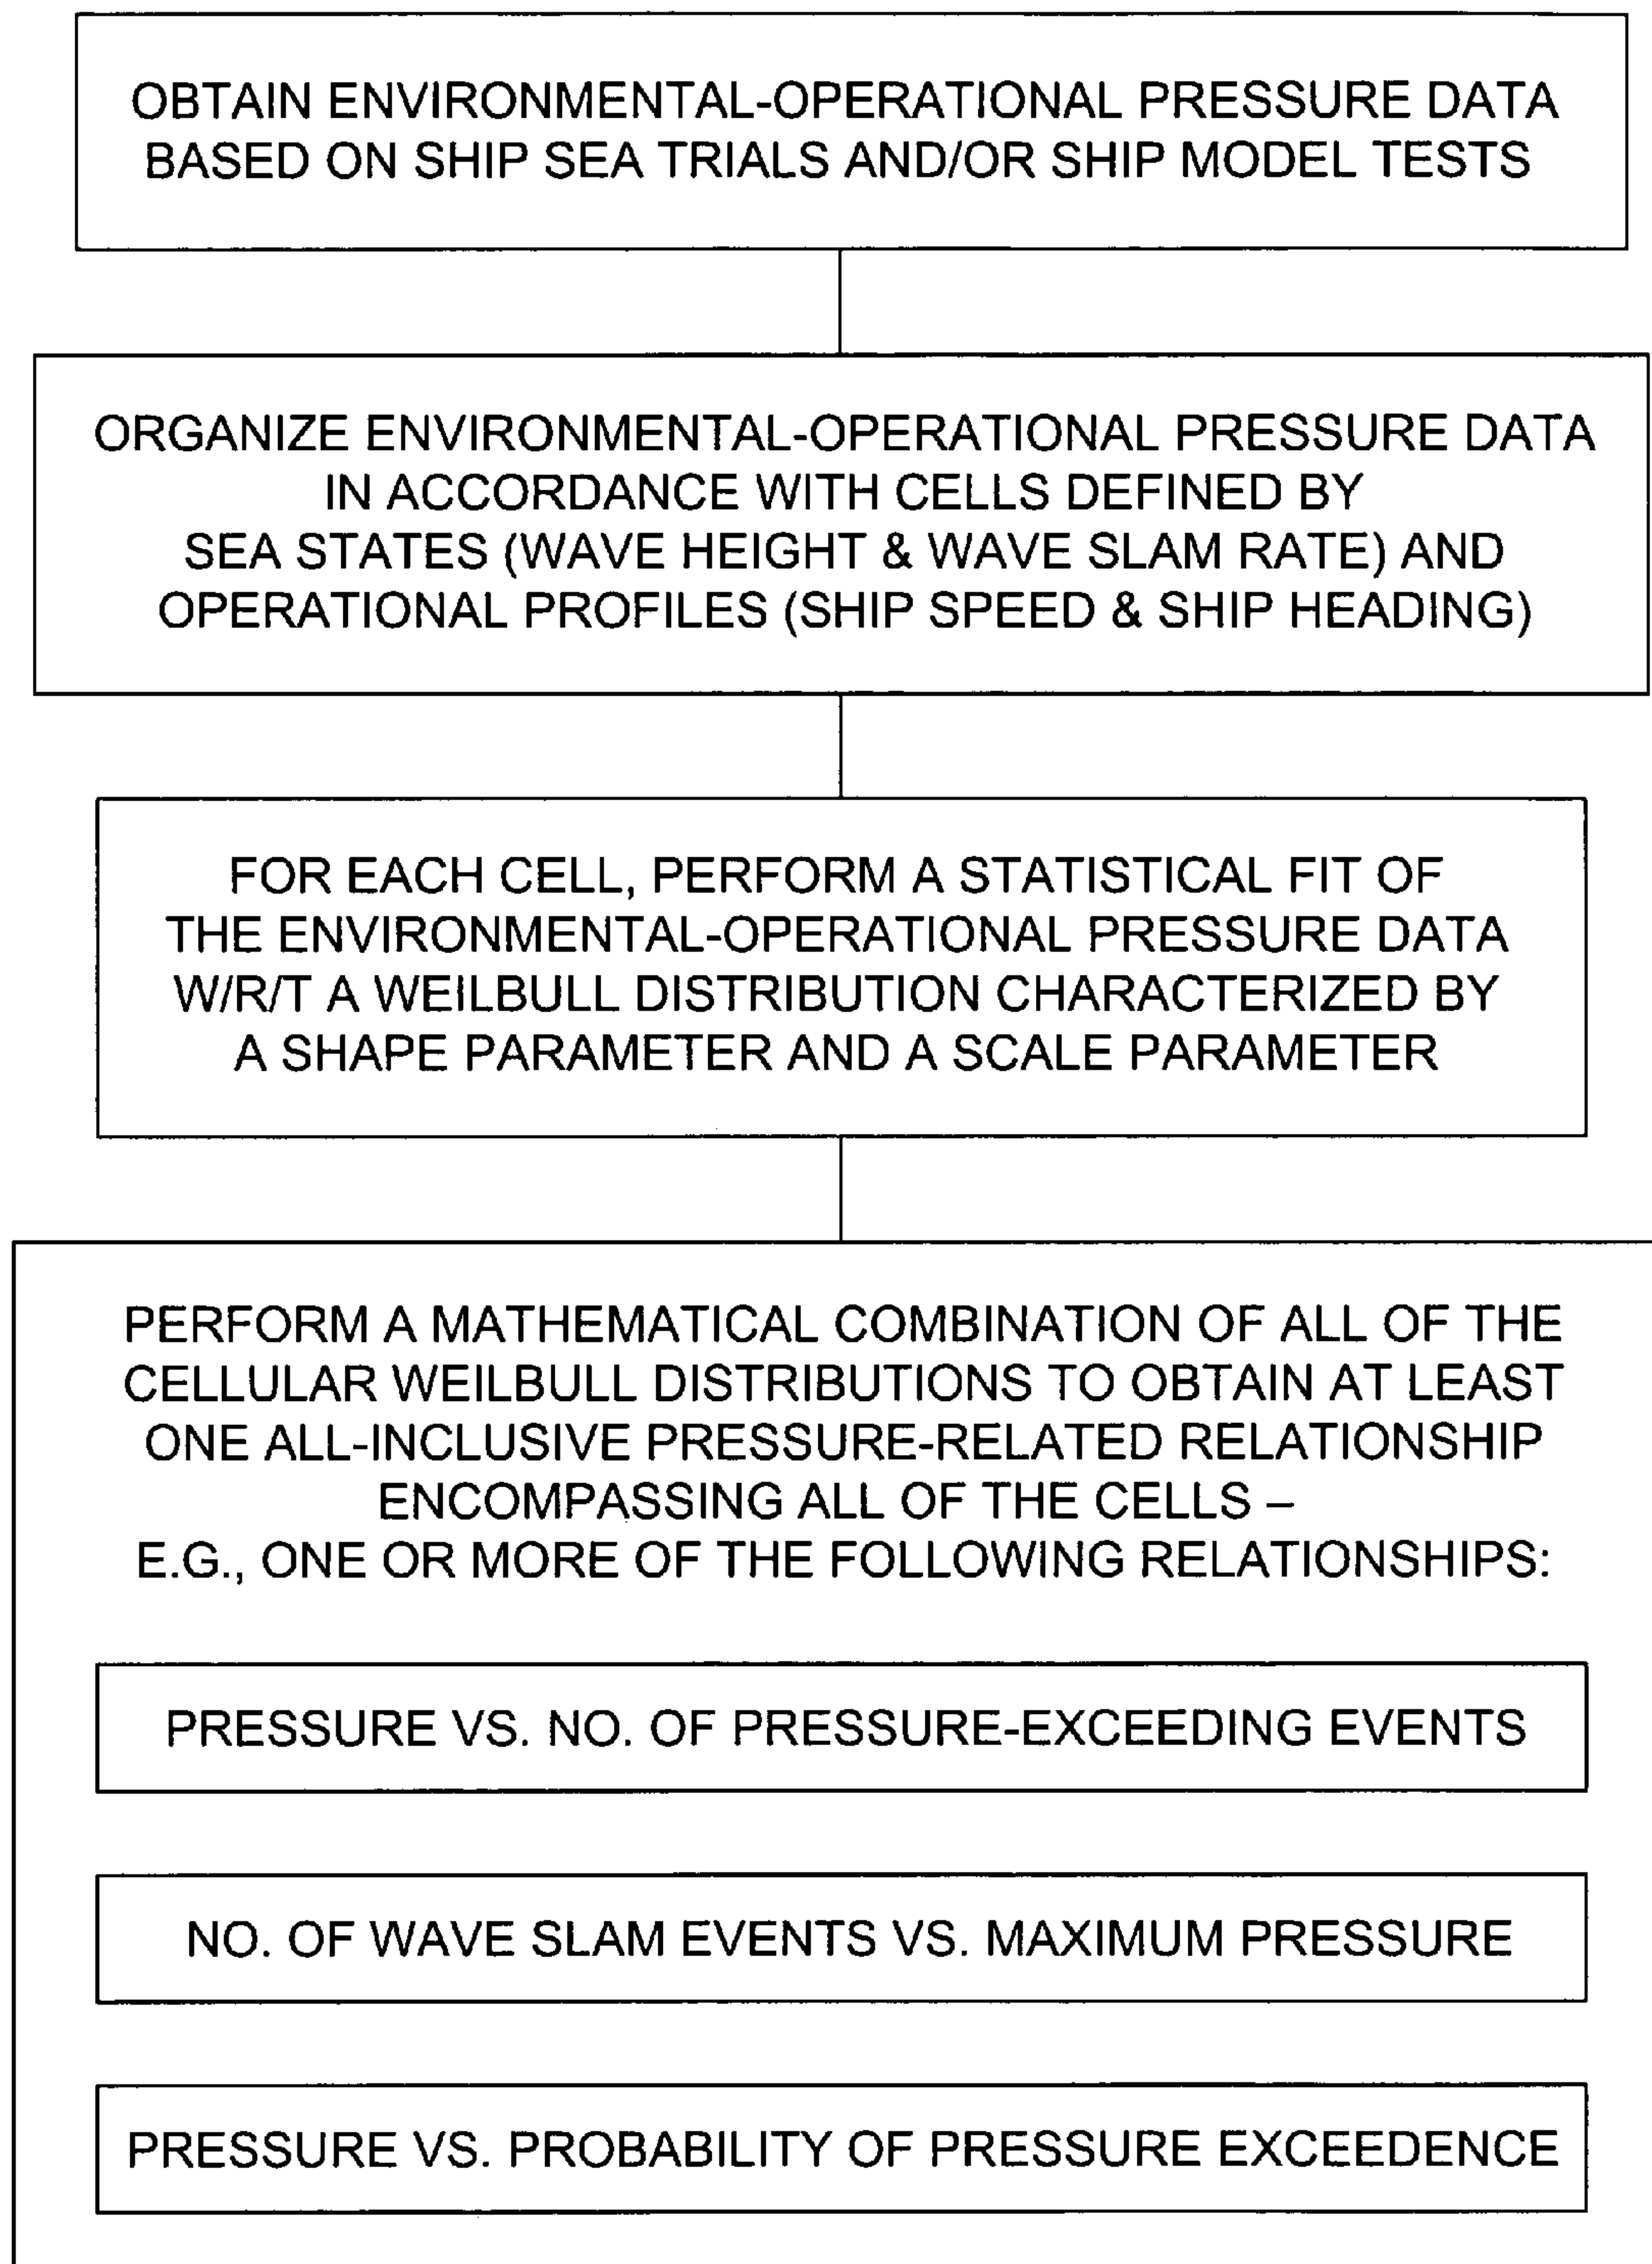 OBTAIN ENVIRONMENTAL-OPERATIONAL PRESSURE DATA
BASED ON SHIP SEA TRIALS AND/OR SHIP MODEL TESTS
ORGANIZE ENVIRONMENTAL-OPERATIONAL PRESSURE DATA
IN ACCORDANCE WITH CELLS DEFINED BY
SEA STATES (WAVE HEIGHT & WAVE SLAM RATE) AND
OPERATIONAL PROFILES (SHIP SPEED & SHIP HEADING)
FOR EACH CELL, PERFORM A STATISTICAL FIT OF
THE ENVIRONMENTAL-OPERATIONAL PRESSURE DATA
W/R/T A WEILBULL DISTRIBUTION CHARACTERIZED BY
A SHAPE PARAMETER AND A SCALE PARAMETER
PERFORM A MATHEMATICAL COMBINATION OF ALL OF THE
CELLULAR WEILBULL DISTRIBUTIONS TO OBTAIN AT LEAST
ONE ALL-INCLUSIVE PRESSURE-RELATED RELATIONSHIP
ENCOMPASSING ALL OF THE CELLS –
E.G., ONE OR MORE OF THE FOLLOWING RELATIONSHIPS:
PRESSURE VS. NO. OF PRESSURE-EXCEEDING EVENTS
NO. OF WAVE SLAM EVENTS VS. MAXIMUM PRESSURE
PRESSURE VS. PROBABILITY OF PRESSURE EXCEEDENCE